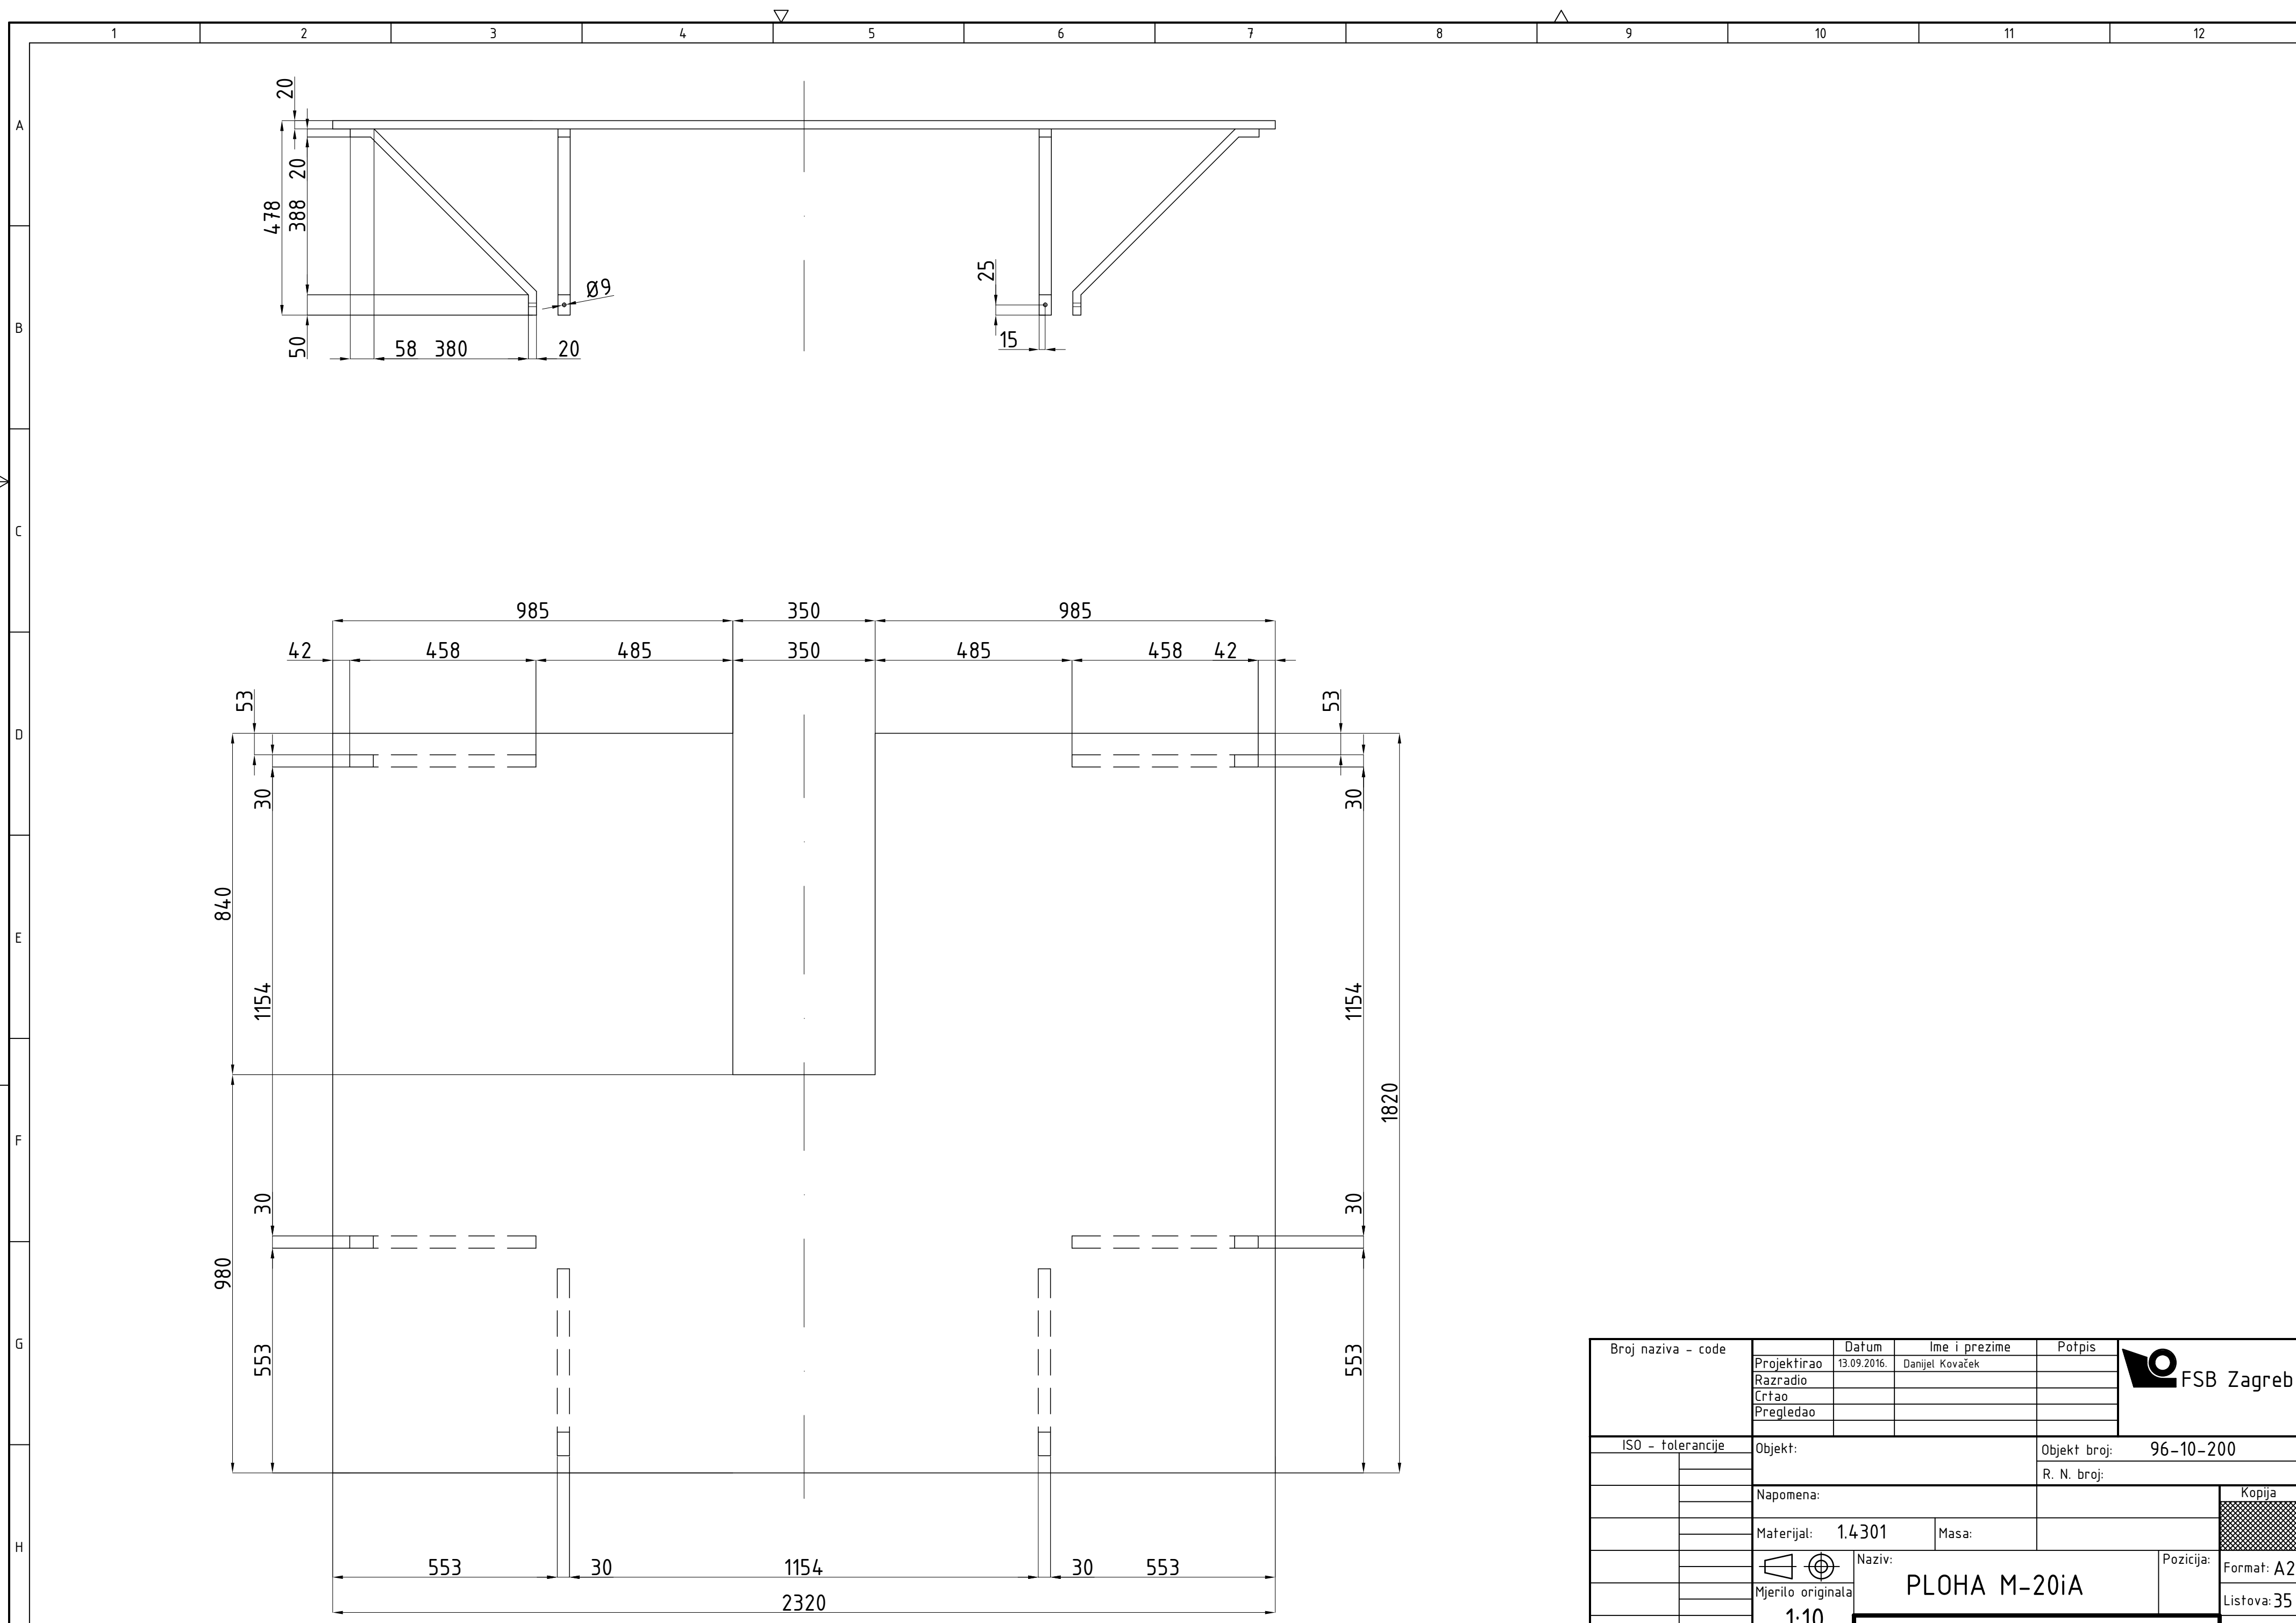 1 2 3 4 5 6 7 8 9 10 11 12
A
B
C
D
E
F
G
H
20
20
478
388
50
58 380 20
Ø9
25
15
985 350 985
42 458 485 350 485 458 42
53
53
30
30
840
1154
1154
1820
30
30
980
553
553
553 30 1154 30 553
2320
Broj naziva - code
Datum Ime i prezime Potpis
Projektirao 13.09.2016. Danijel Kovaček
Razradio
Crtao
Pregledao
FSB Zagreb
ISO - tolerancije
Objekt:
Objekt broj: 96-10-200
R. N. broj:
Napomena:
Kopija
Materijal: 1.4301 Masa:
Naziv:
PLOHA M-20iA
Pozicija:
Format: A2
Mjerilo originala
1:10
Listova: 35